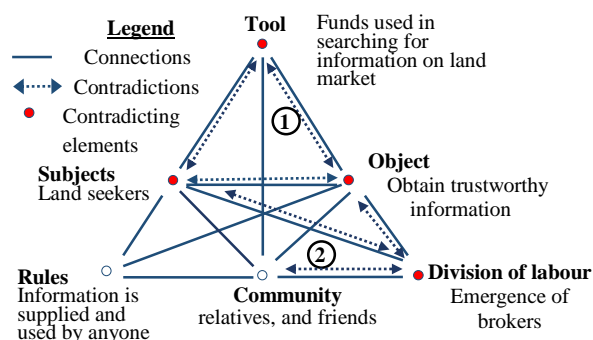 Legend
Connections
Contradictions
Contradicting
elements
Tool
Funds used in
searching for
information on land
market
1
Subjects
Land seekers
Object
Obtain trustworthy
information
2
Rules
Information is
supplied and
used by anyone
Community
relatives, and friends
Division of labour
Emergence of
brokers